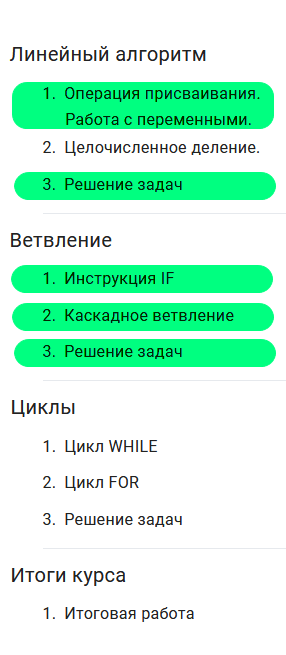 Линейный алгоритм
1. Операция присваивания.
Работа с переменными.
2. Целочисленное деление.
3. Решение задач
Ветвление
1. Инструкция IF
2. Каскадное ветвление
3. Решение задач
Циклы
1. Цикл WHILE
2. Цикл FOR
3. Решение задач
Итоги курса
1. Итоговая работа